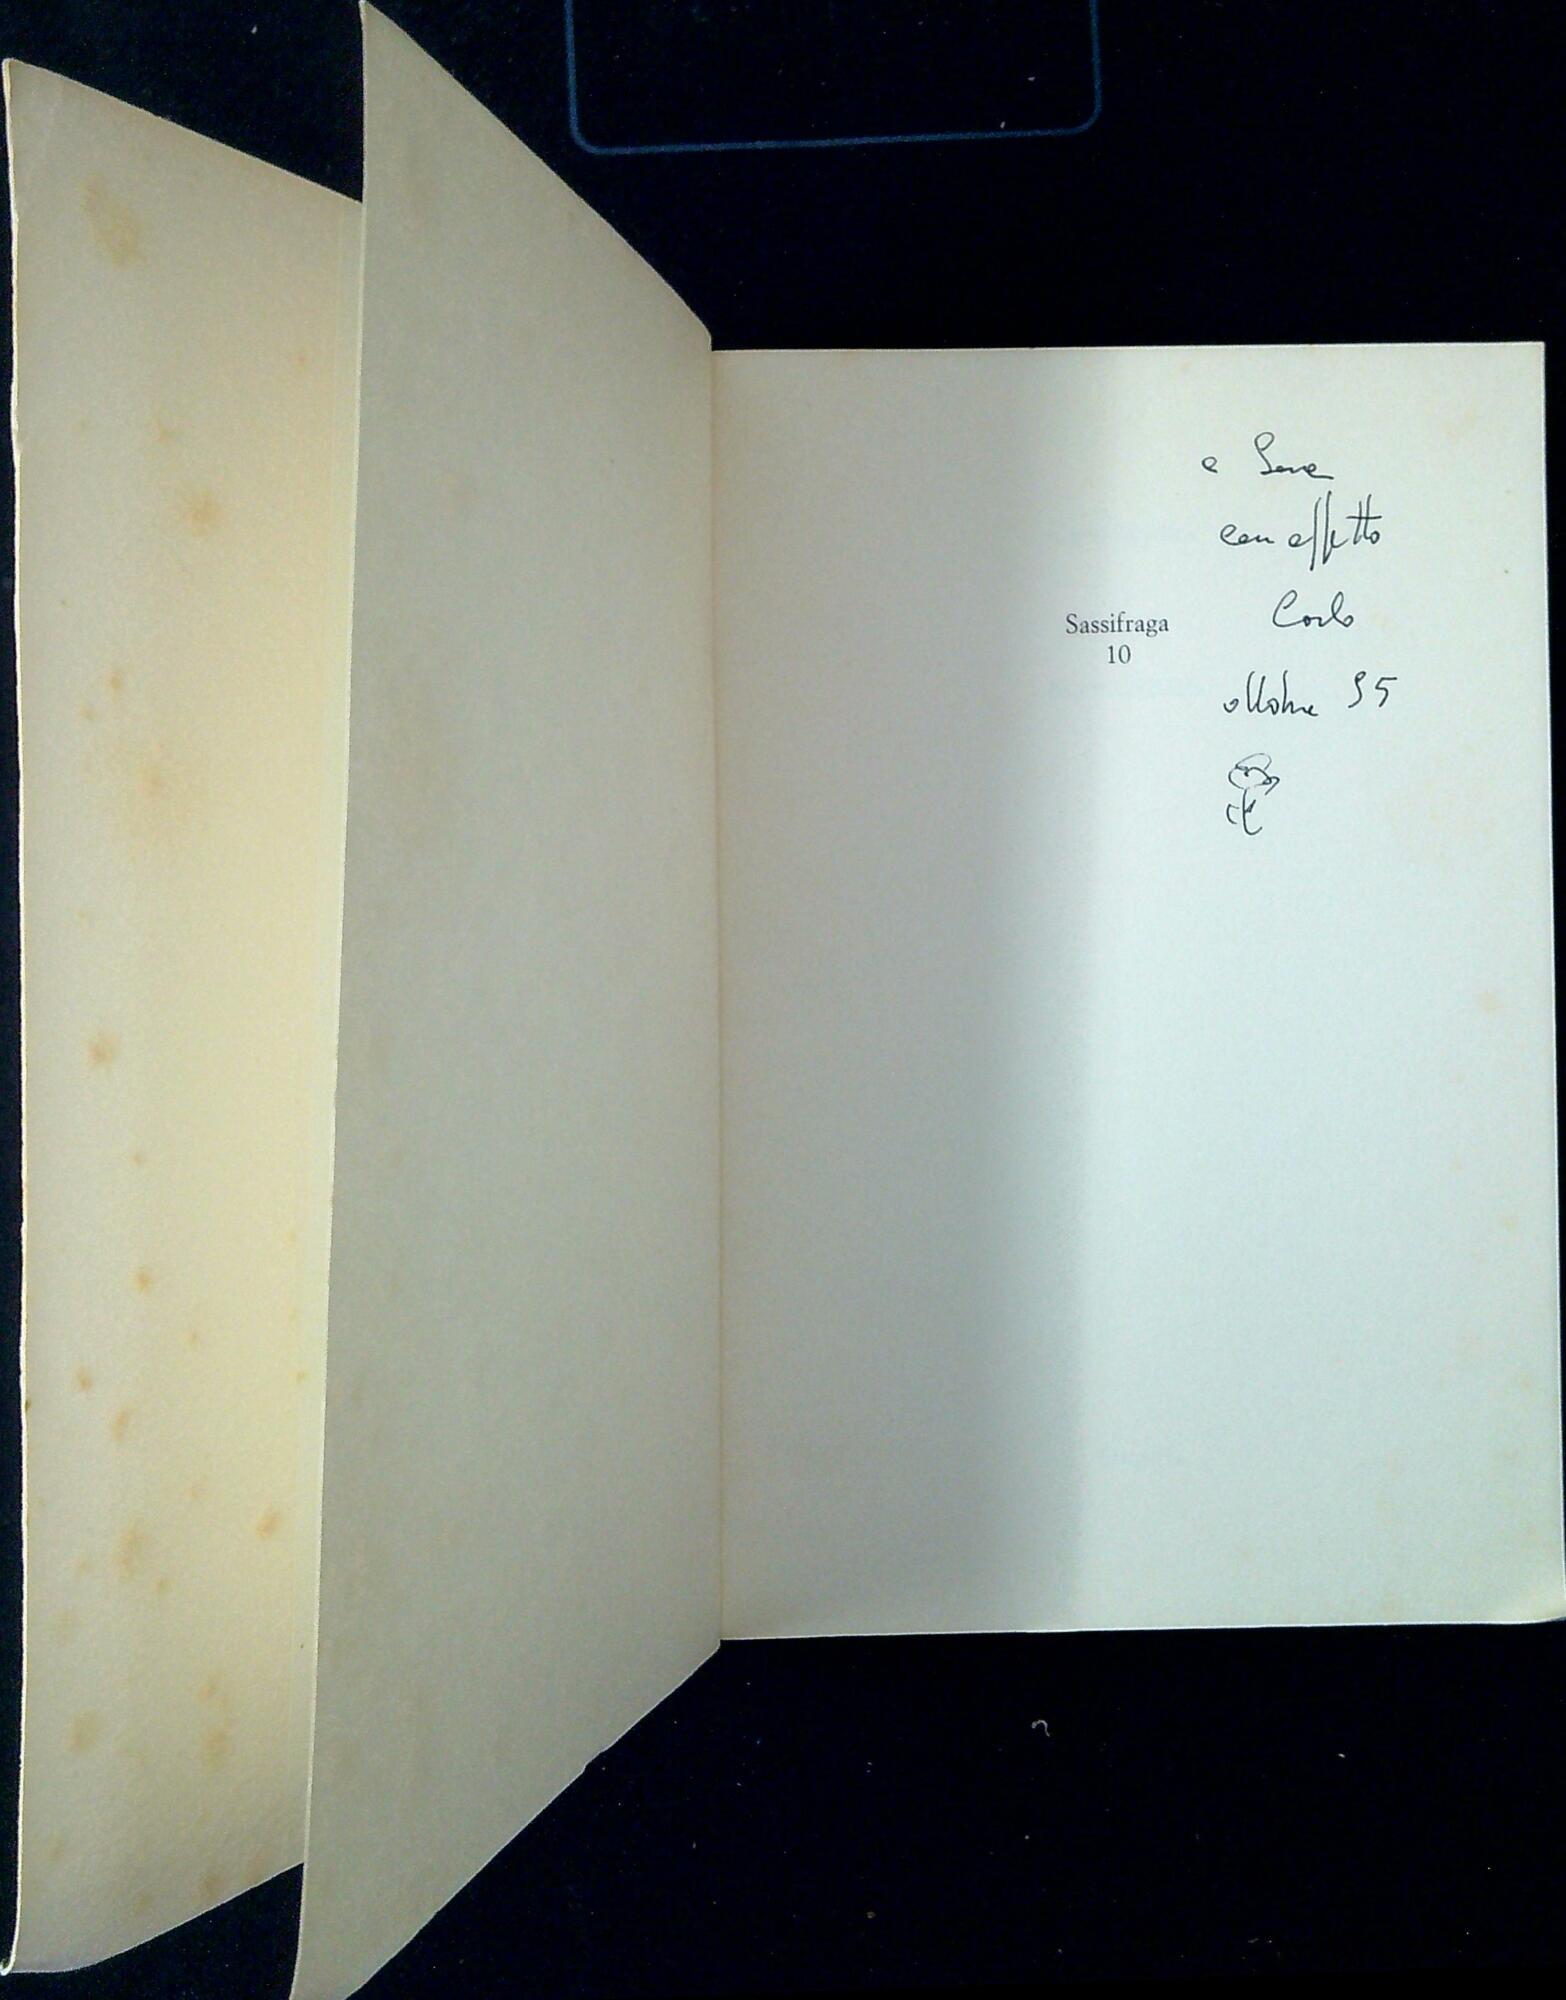 a Sara
con affetto
Carlo
Sassifraga
10
ottobre 95